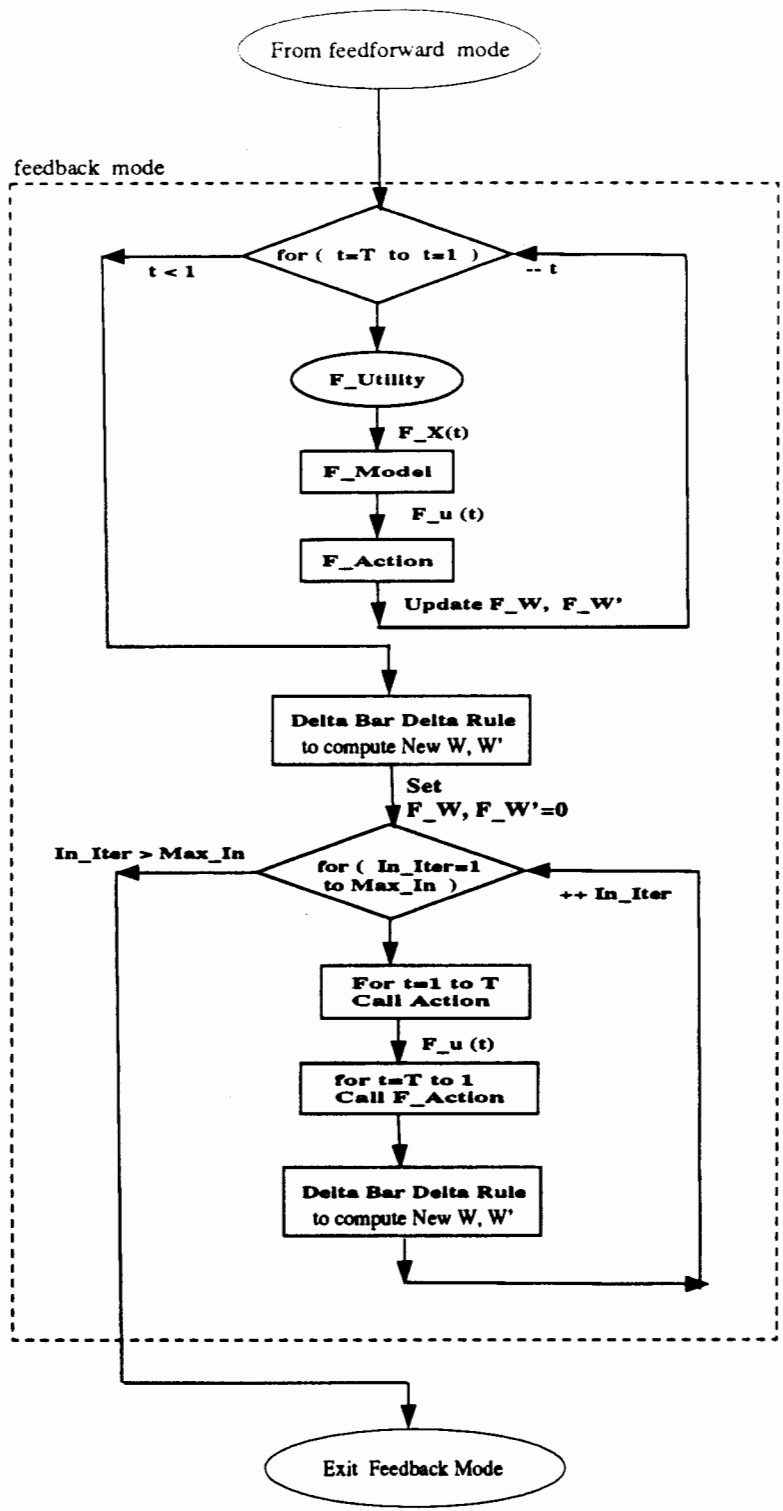 From feedforward mode
feedback mode
for ( t=T to t=1 )
t < 1
-- t
F_Utility
F_X(t)
F_Model
F_u (t)
F_Action
Update F_W, F_W'
Delta Bar Delta Rule
to compute New W, W'
Set
F_W, F_W'=0
In_Iter > Max_In
for ( In_Iter=1
to Max_In )
++ In_Iter
For t=1 to T
Call Action
F_u (t)
for t=T to 1
Call F_Action
Delta Bar Delta Rule
to compute New W, W'
Exit Feedback Mode